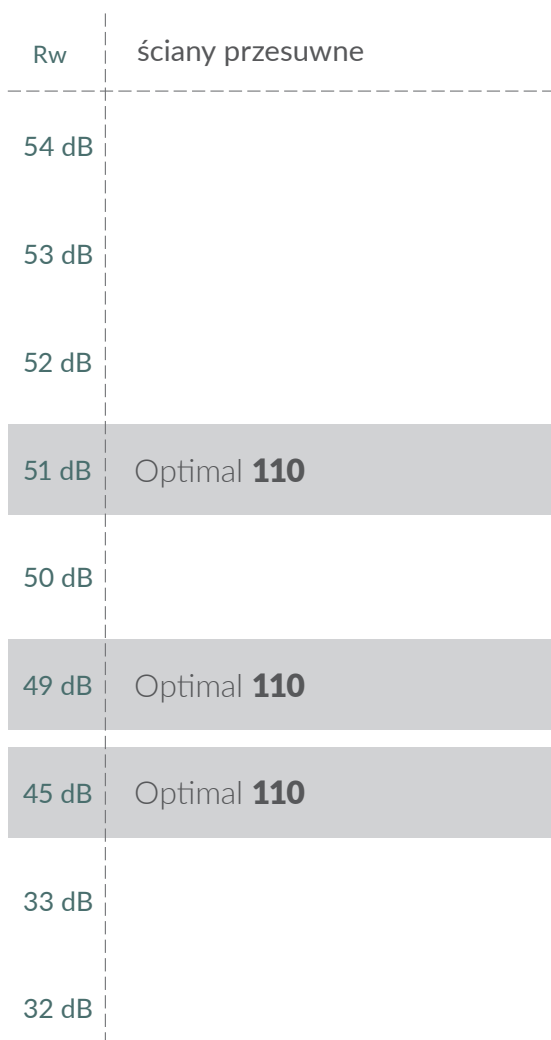 Rw ściany przesuwne
54 dB
53 dB
52 dB
51 dB Optimal 110
50 dB
49 dB Optimal 110
45 dB Optimal 110
33 dB
32 dB